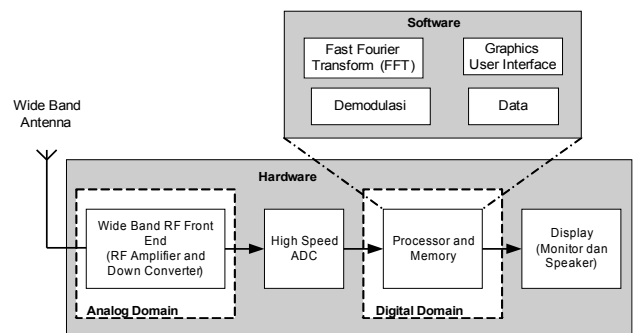 Software
Fast Fourier
Transform (FFT)
Graphics
User Interface
Demodulasi
Data
Wide Band
Antenna
Hardware
Wide Band RF Front
End
(RF Amplifier and
Down Converter)
High Speed
ADC
Processor and
Memory
Display
(Monitor dan
Speaker)
Analog Domain
Digital Domain